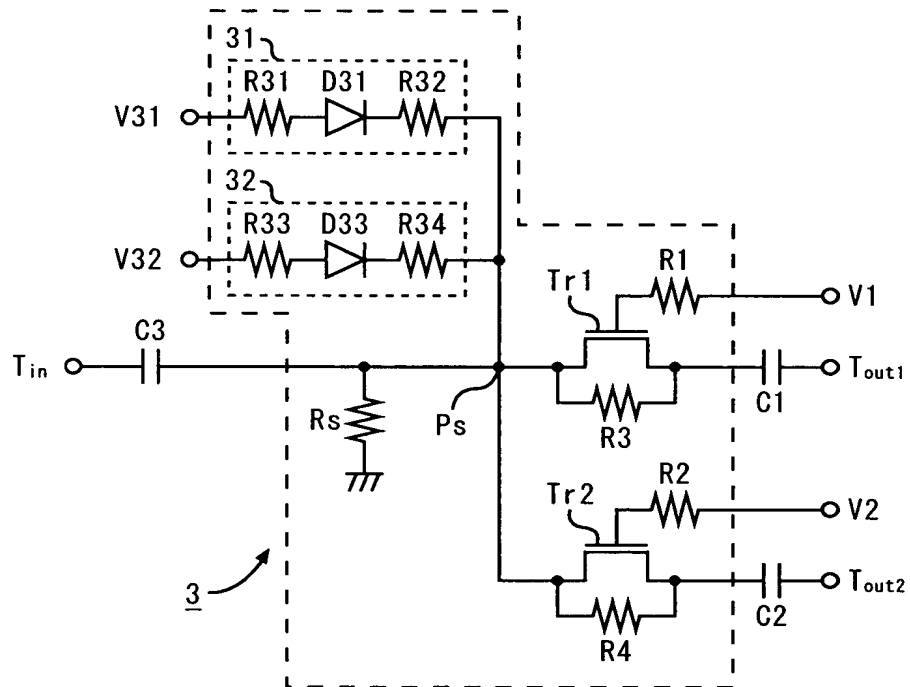 31
R31 D31 R32
V31
32
R33 D33 R34
V32
Tr1 R1
V1
C3
Tin
Tout1
Rs
Ps
R3
C1
Tr2 R2
V2
3
Tout2
C2
R4